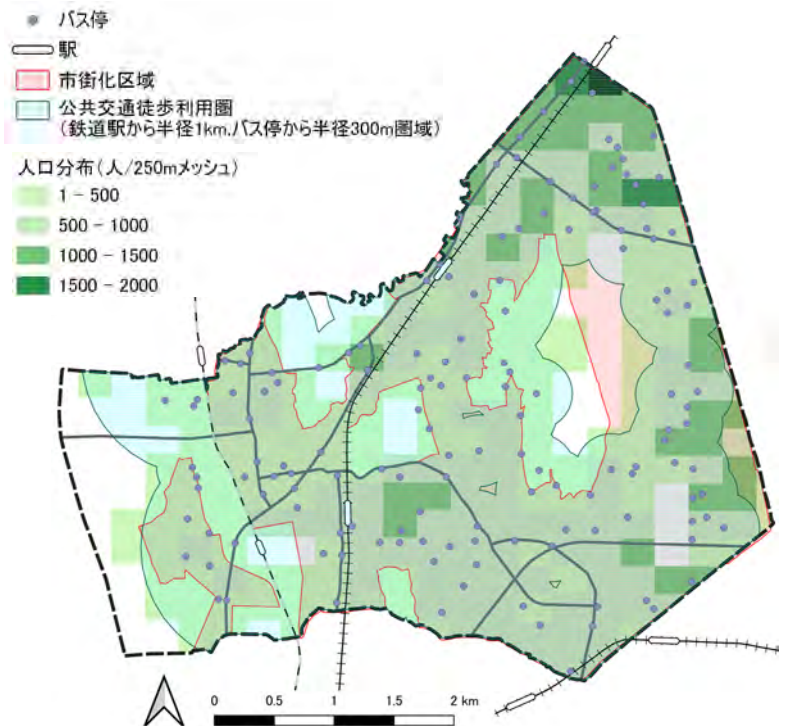 バス停
駅
市街化区域
公共交通徒歩利用圏
(鉄道駅から半径1km,バス停から半径300m圏域)
人口分布(人/250mメッシュ)
1 - 500
500 - 1000
1000 - 1500
1500 - 2000
0 0.5 1 1.5 2 km